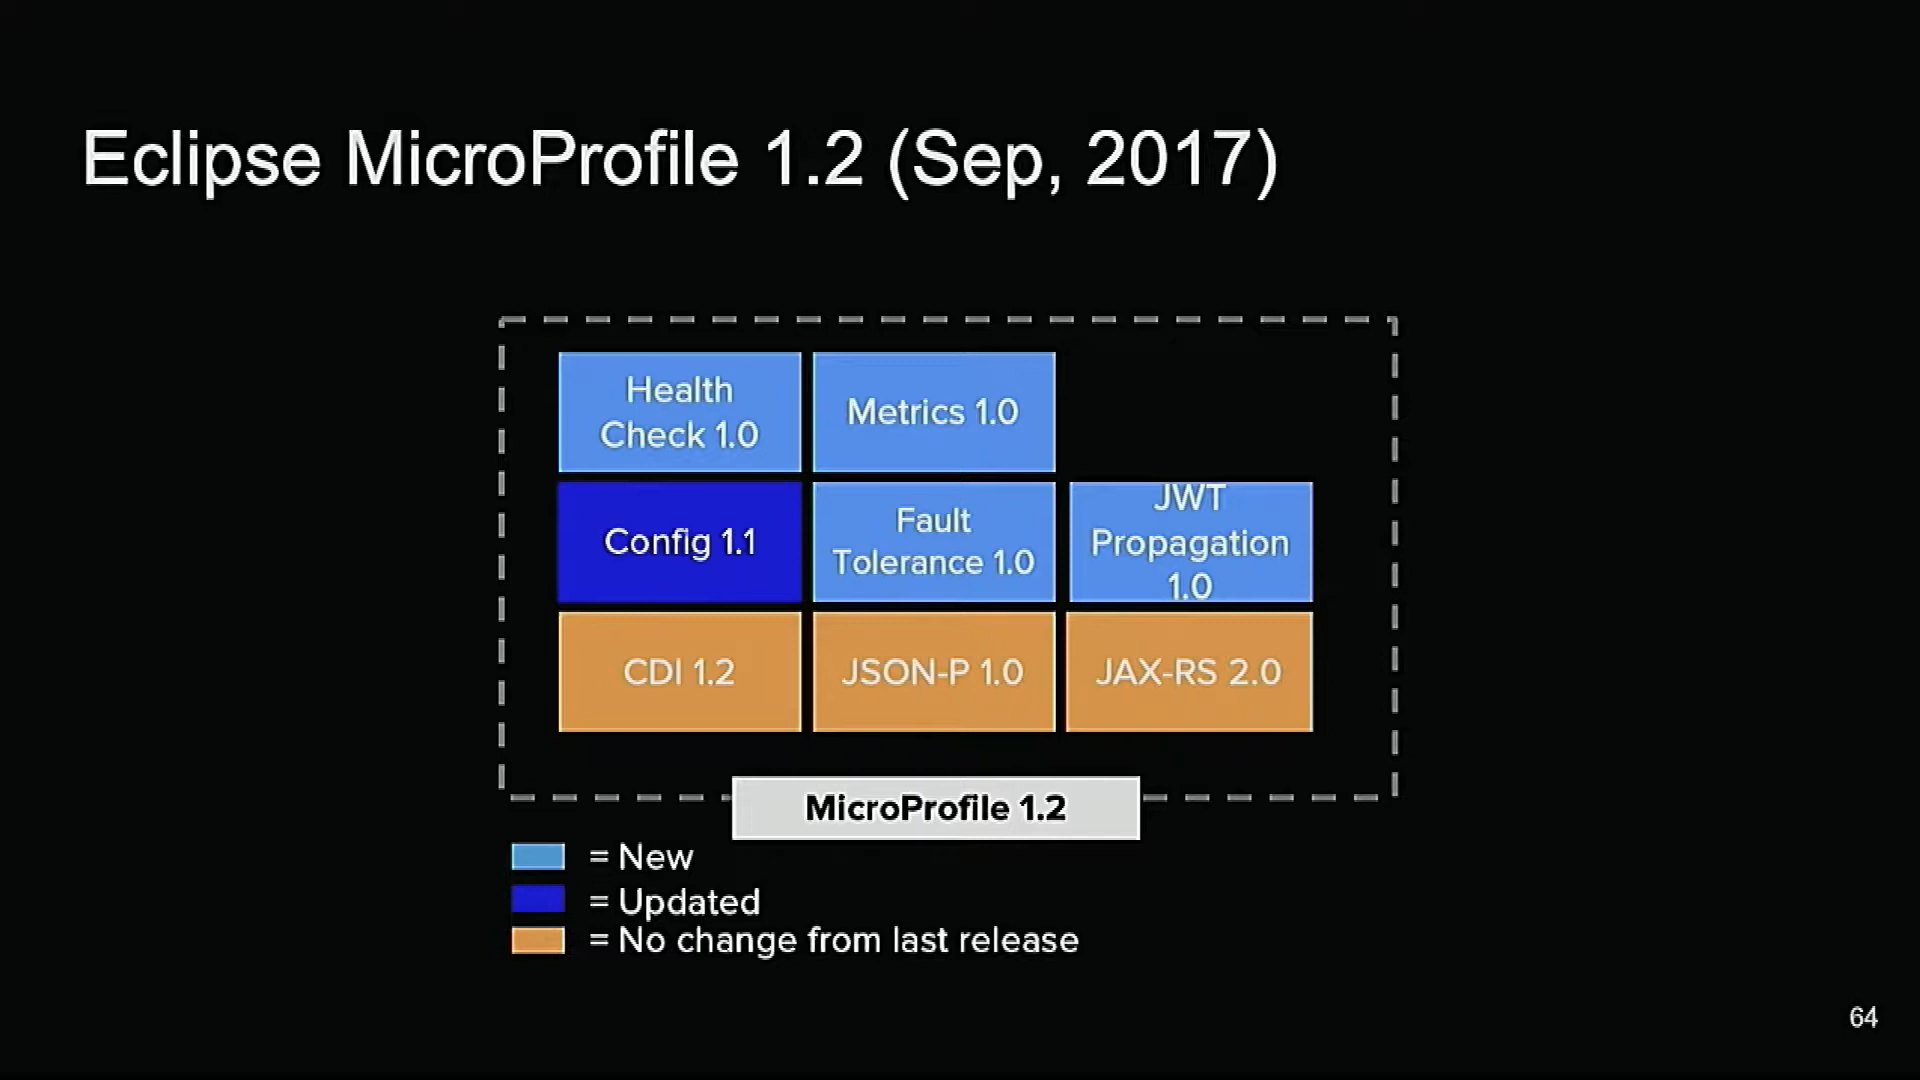 Eclipse MicroProfile 1.2 (Sep, 2017)
Health
Check 1.0
Metrics 1.0
Config 1.1
Fault
Tolerance 1.0
JWT
Propagation
1.0
CDI 1.2
JSON-P 1.0
JAX-RS 2.0
MicroProfile 1.2
= New
= Updated
= No change from last release
64